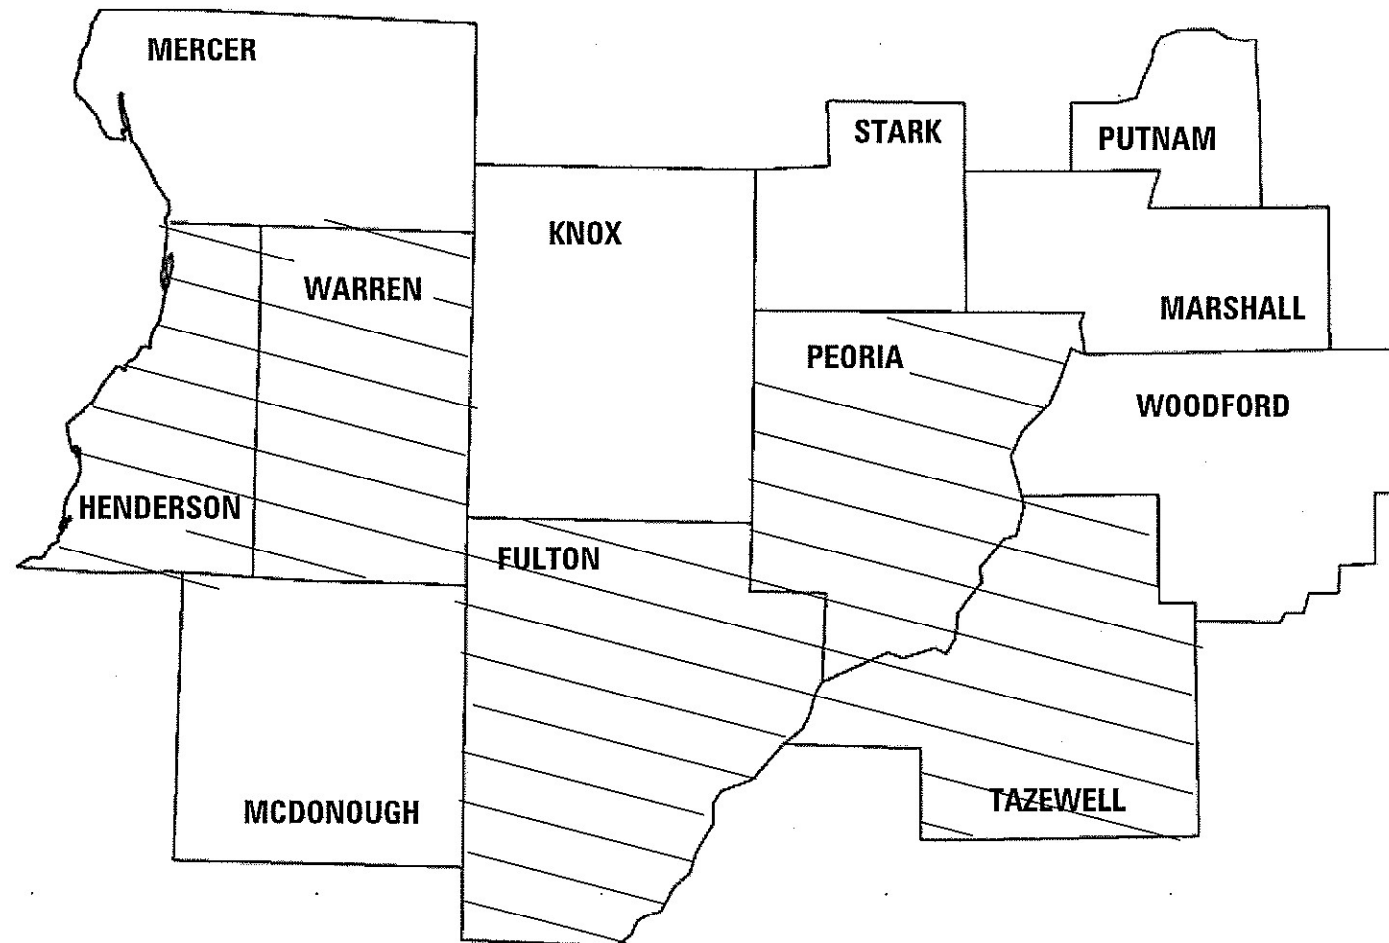 MERCER
STARK
PUTNAM
KNOX
WARREN
MARSHALL
PEORIA
WOODFORD
HENDERSON
FULTON
TAZEWELL
MCDONOUGH